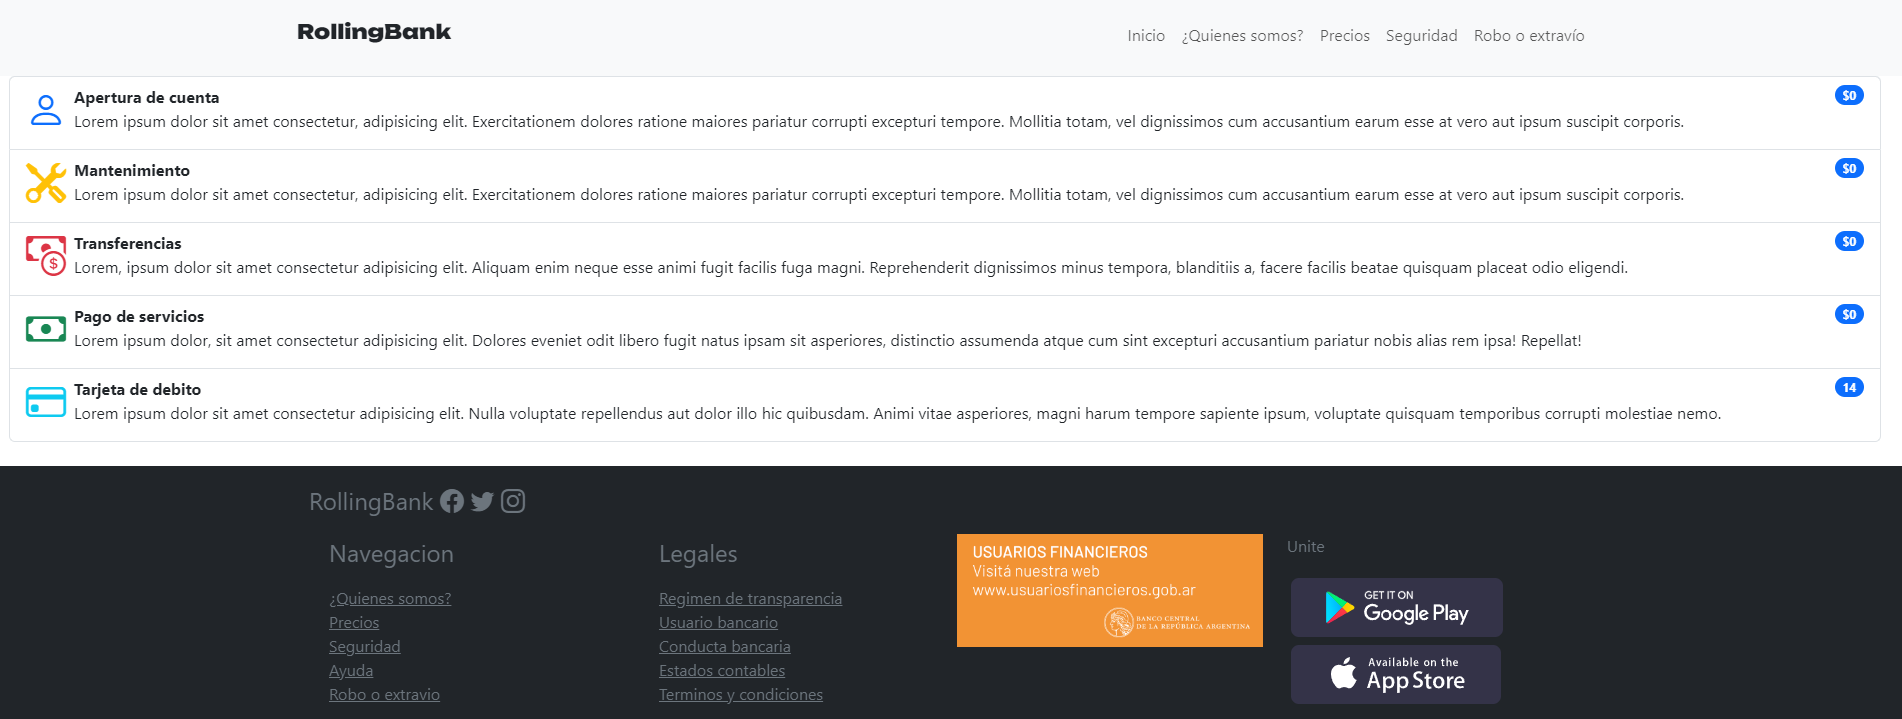 RollingBank
Inicio ¿Quienes somos? Precios Seguridad Robo o extravío
Apertura de cuenta
$0
Lorem ipsum dolor sit amet consectetur, adipisicing elit. Exercitationem dolores ratione maiores pariatur corrupti excepturi tempore. Mollitia totam, vel dignissimos cum accusantium earum esse at vero aut ipsum suscipit corporis.
Mantenimiento
$0
Lorem ipsum dolor sit amet consectetur, adipisicing elit. Exercitationem dolores ratione maiores pariatur corrupti excepturi tempore. Mollitia totam, vel dignissimos cum accusantium earum esse at vero aut ipsum suscipit corporis.
Transferencias
$0
Lorem, ipsum dolor sit amet consectetur adipisicing elit. Aliquam enim neque esse animi fugit facilis fuga magni. Reprehenderit dignissimos minus tempora, blanditiis a, facere facilis beatae quisquam placeat odio eligendi.
Pago de servicios
$0
Lorem ipsum dolor, sit amet consectetur adipisicing elit. Dolores eveniet odit libero fugit natus ipsam sit asperiores, distinctio assumenda atque cum sint excepturi accusantium pariatur nobis alias rem ipsa! Repellat!
Tarjeta de debito
14
Lorem ipsum dolor sit amet consectetur adipisicing elit. Nulla voluptate repellendus aut dolor illo hic quibusdam. Animi vitae asperiores, magni harum tempore sapiente ipsum, voluptate quisquam temporibus corrupti molestiae nemo.
RollingBank
Navegacion
¿Quienes somos?
Precios
Seguridad
Ayuda
Robo o extravio
Legales
Regimen de transparencia
Usuario bancario
Conducta bancaria
Estados contables
Terminos y condiciones
USUARIOS FINANCIEROS
Visitá nuestra web
www.usuariosfinancieros.gob.ar
BANCO CENTRAL
DE LA REPÚBLICA ARGENTINA
Unite
GET IT ON
Google Play
Available on the
App Store